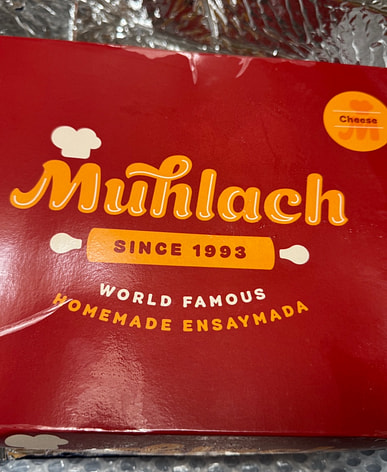 Cheese
Muhlach
SINCE 1993
WORLD FAMOUS
HOMEMADE ENSAYMADA